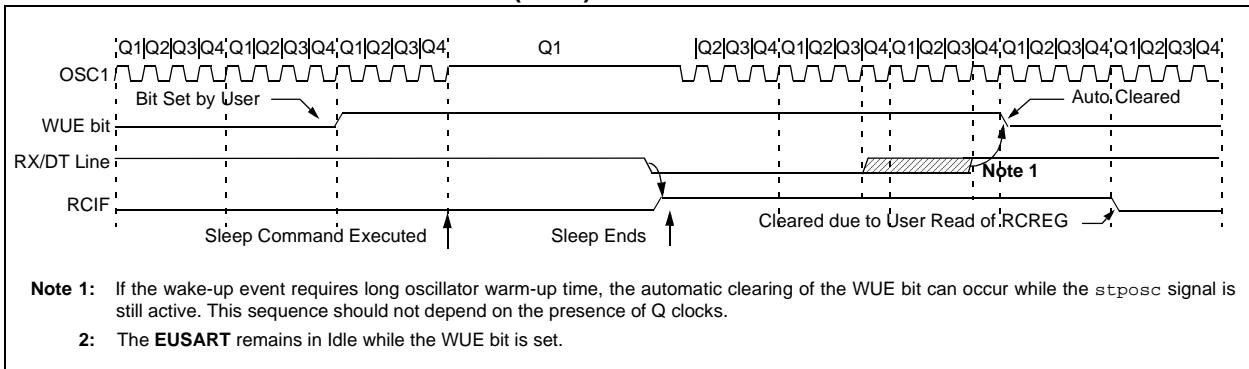 Q1 Q2 Q3 Q4 Q1 Q2 Q3 Q4 Q1 Q2 Q3 Q4 Q1 Q2 Q3 Q4 Q1 Q2 Q3 Q4 Q1 Q2 Q3 Q4 Q1 Q2 Q3 Q4 Q1 Q2 Q3 Q4
OSC1
Bit Set by User
Auto Cleared
WUE bit
RX/DT Line
Note 1
RCIF
Cleared due to User Read of RCREG
Sleep Command Executed
Sleep Ends
Note 1: If the wake-up event requires long oscillator warm-up time, the automatic clearing of the WUE bit can occur while the stposc signal is
still active. This sequence should not depend on the presence of Q clocks.
2: The EUSART remains in Idle while the WUE bit is set.